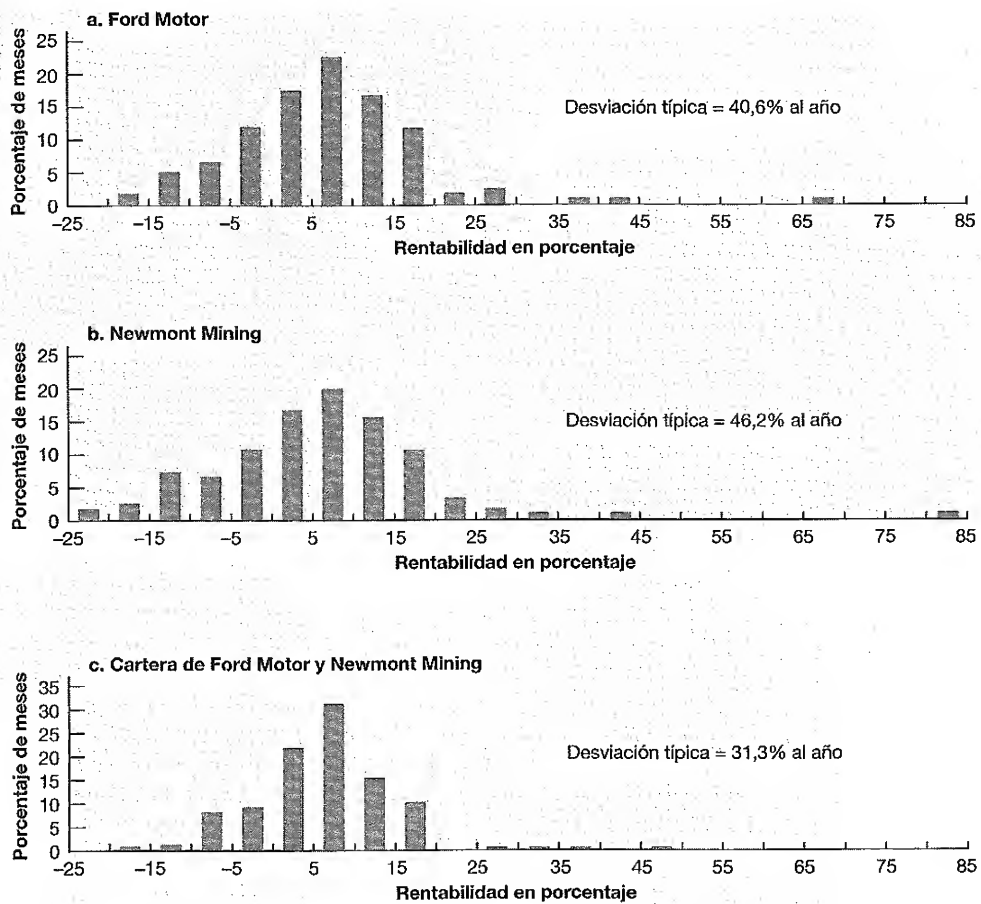 a. Ford Motor
Porcentaje de meses
25
20
15
10
5
0
Desviación típica = 40,6% al año
–25 –15 –5 5 15 25 35 45 55 65 75 85
Rentabilidad en porcentaje
b. Newmont Mining
Porcentaje de meses
25
20
15
10
5
0
Desviación típica = 46,2% al año
–25 –15 –5 5 15 25 35 45 55 65 75 85
Rentabilidad en porcentaje
c. Cartera de Ford Motor y Newmont Mining
Porcentaje de meses
35
30
25
20
15
10
5
0
Desviación típica = 31,3% al año
–25 –15 –5 5 15 25 35 45 55 65 75 85
Rentabilidad en porcentaje